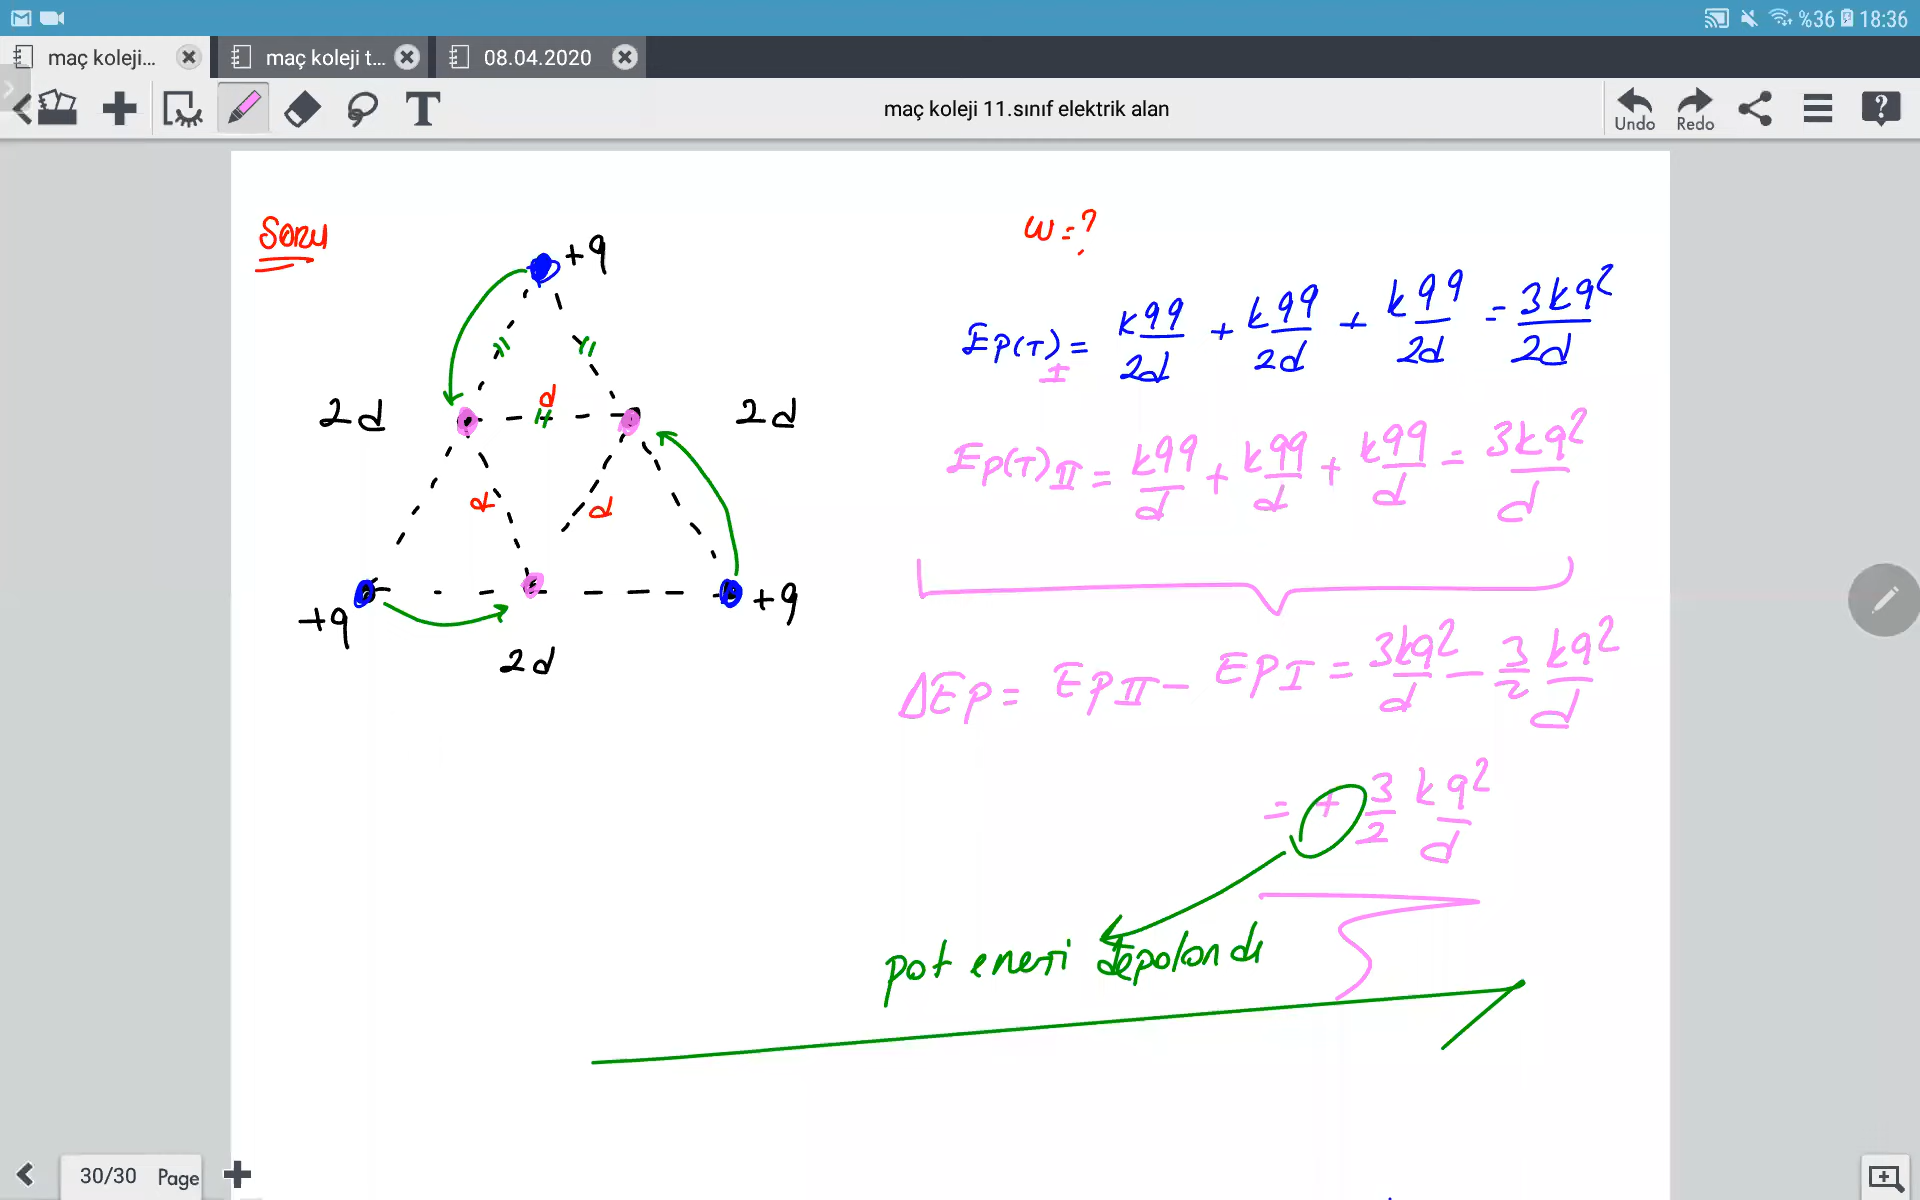 %36 18:36
maç koleji...
maç koleji t...
08.04.2020
T
maç koleji 11.sınıf elektrik alan
Undo
Redo
?
Soru
+q
w=?
EP(T)I = kqq/2d + kqq/2d + kqq/2d = 3kq²/2d
2d
d
2d
EP(T)II = kqq/d + kqq/d + kqq/d = 3kq²/d
d
d
+q
+q
2d
ΔEP = EPII - EPI = 3kq²/d - 3/2 kq²/d
= + 3/2 kq²/d
pot enerji depolandı
30/30 Page